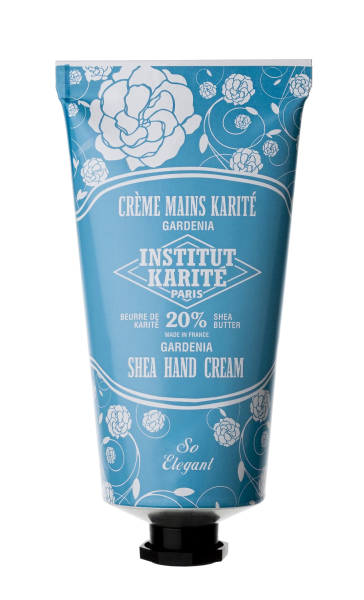 CRÈME MAINS KARITÉ
GARDENIA
INSTITUT
KARITÉ
PARIS
BEURRE DE KARITÉ 20% SHEA BUTTER
MADE IN FRANCE
GARDENIA
SHEA HAND CREAM
So
Elegant